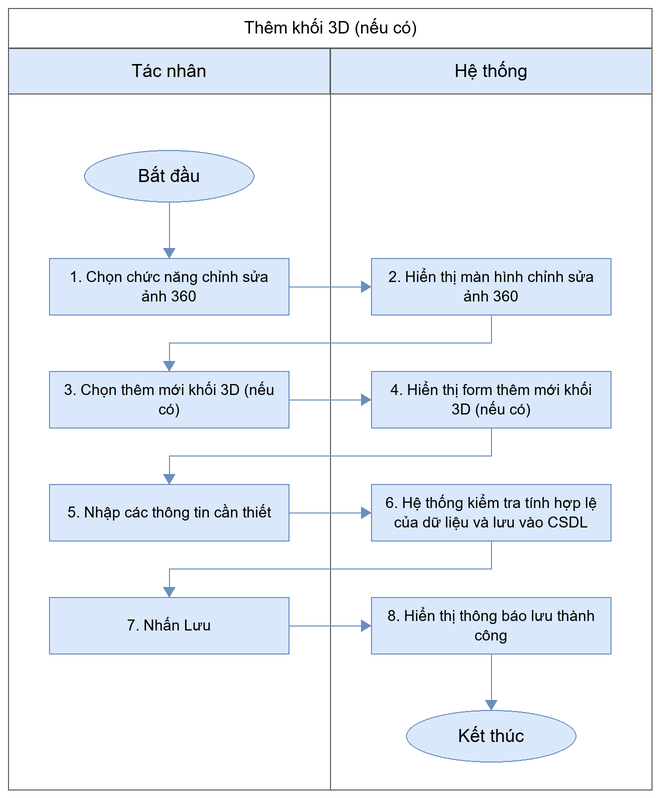 Thêm khối 3D (nếu có)
Tác nhân
Hệ thống
Bắt đầu
1. Chọn chức năng chỉnh sửa
ảnh 360
2. Hiển thị màn hình chỉnh sửa
ảnh 360
3. Chọn thêm mới khối 3D (nếu
có)
4. Hiển thị form thêm mới khối
3D (nếu có)
5. Nhập các thông tin cần thiết
6. Hệ thống kiểm tra tính hợp lệ
của dữ liệu và lưu vào CSDL
7. Nhấn Lưu
8. Hiển thị thông báo lưu thành
công
Kết thúc